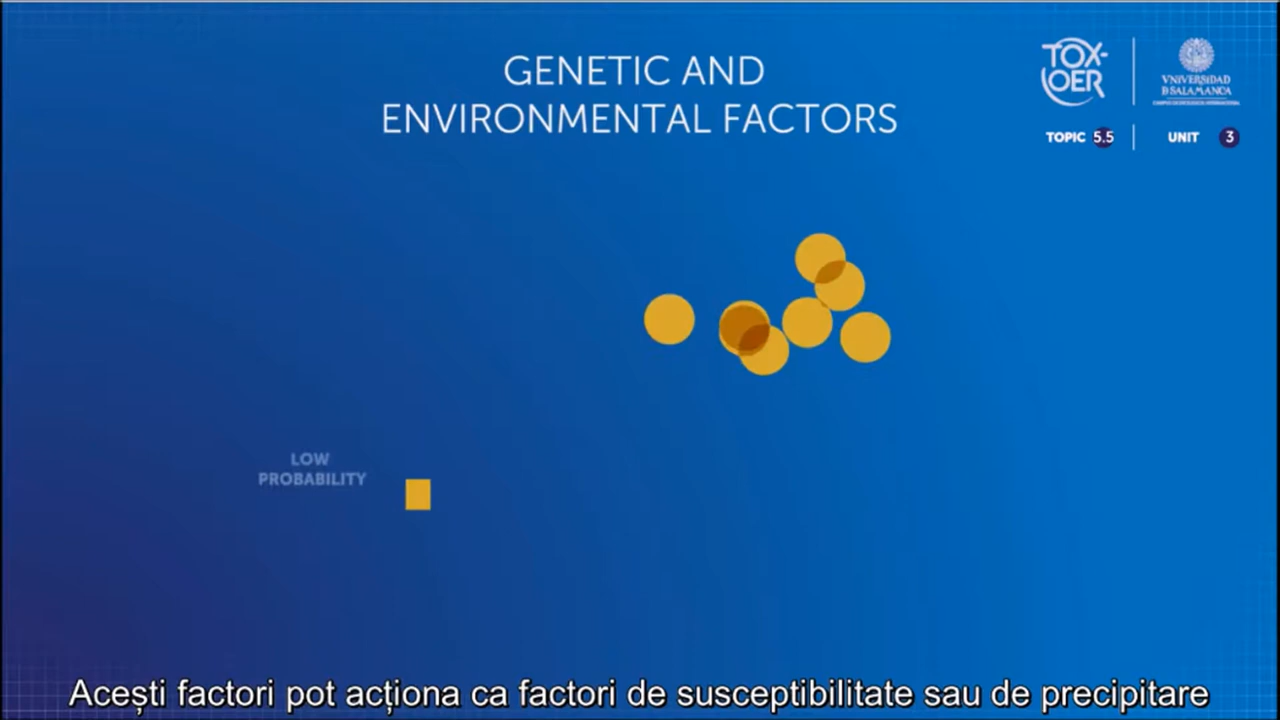 GENETIC AND
ENVIRONMENTAL FACTORS
TOX-
OER
VNIVERSIDAD
D SALAMANCA
TOPIC 5.5
UNIT 3
LOW
PROBABILITY
Acești factori pot acționa ca factori de susceptibilitate sau de precipitare